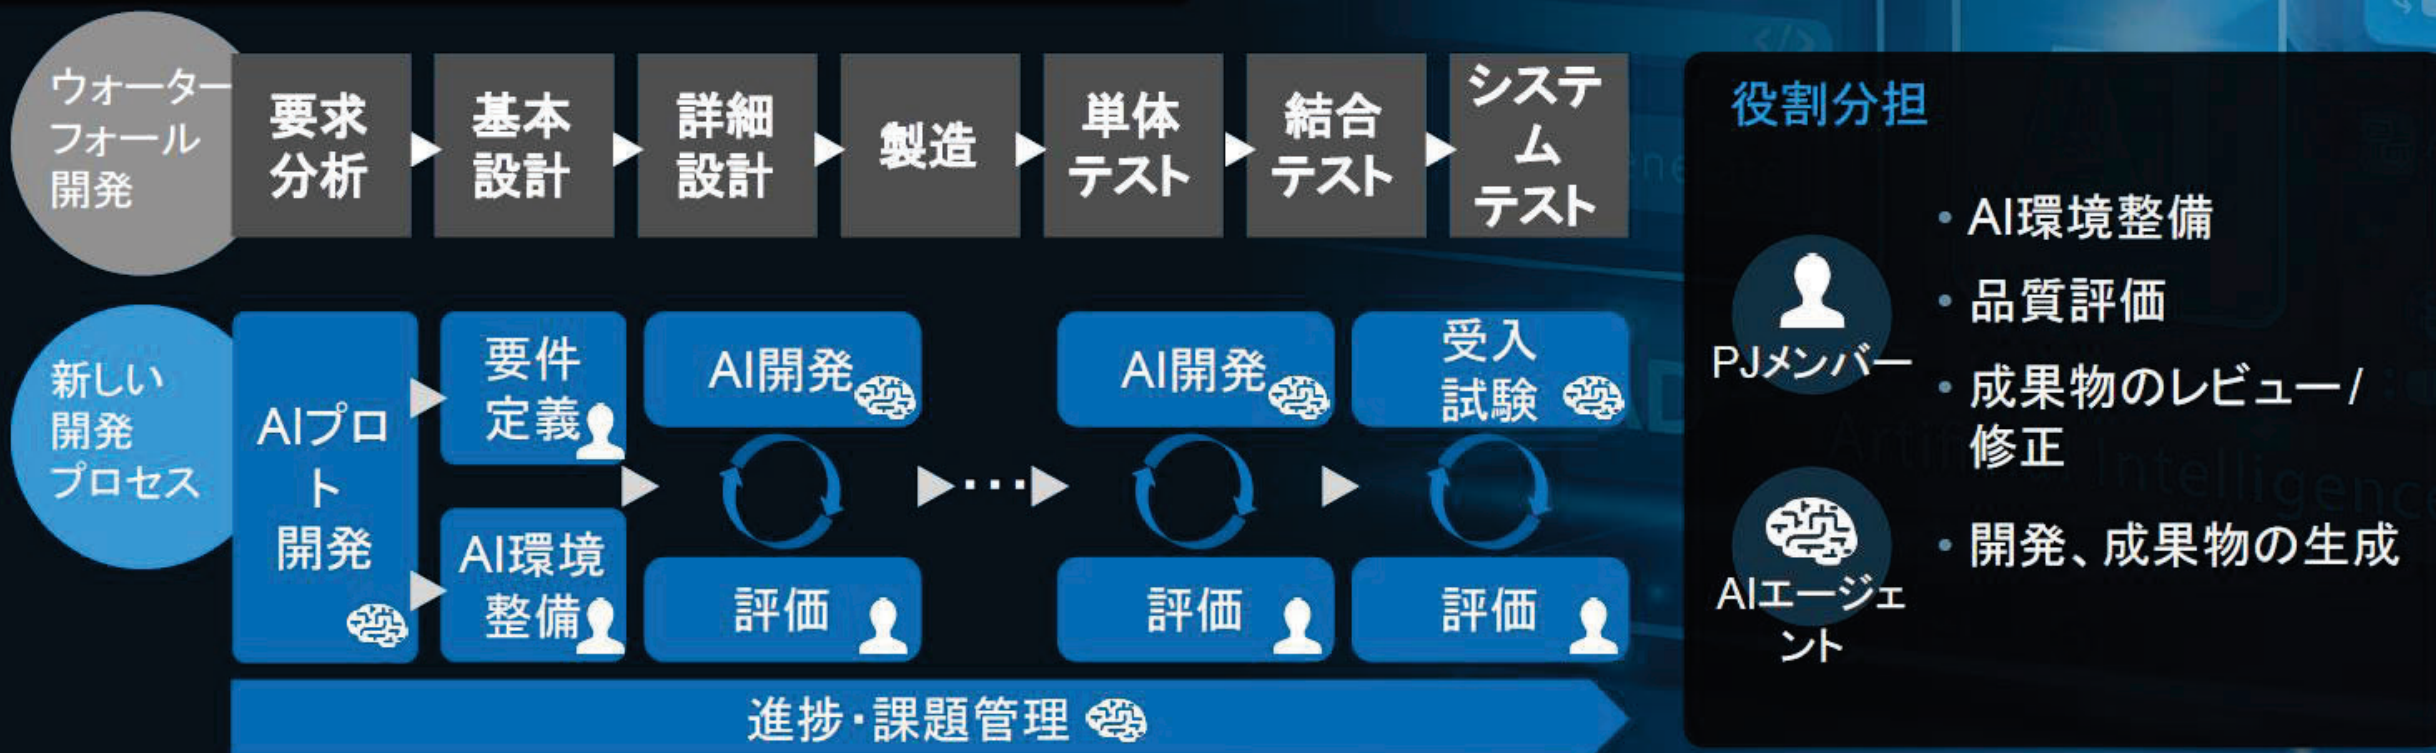 ウォーター
フォール
開発
要求
分析
基本
設計
詳細
設計
製造
単体
テスト
結合
テスト
システ
ム
テスト
新しい
開発
プロセス
AIプロ
ト
開発
要件
定義
AI環境
整備
AI開発
評価
・・・
AI開発
評価
受入
試験
評価
進捗・課題管理
役割分担
PJメンバー
・AI環境整備
・品質評価
・成果物のレビュー/
修正
AIエージェ
ント
・開発、成果物の生成